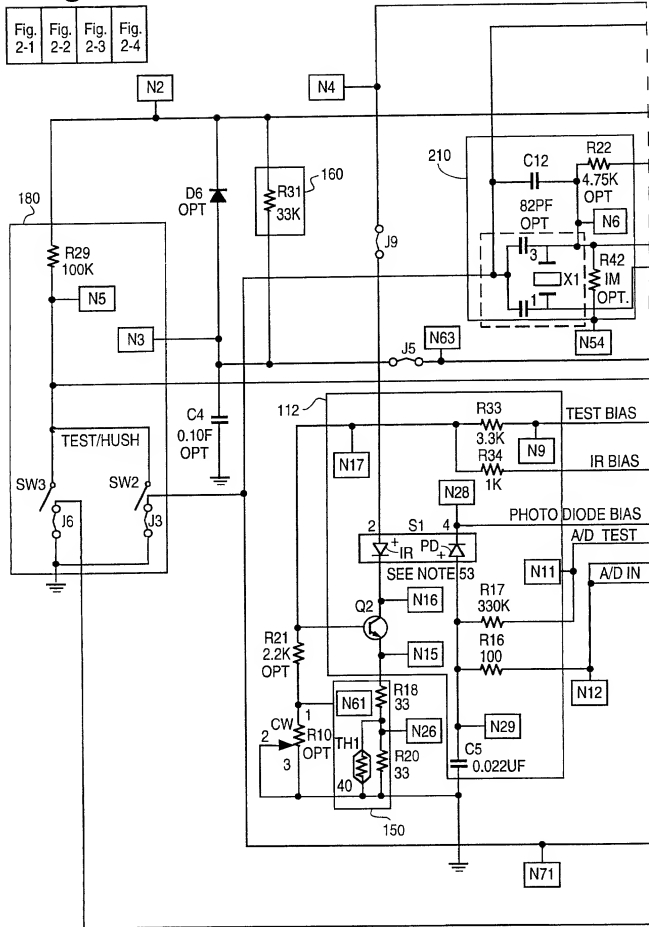 Fig. 2-1
Fig. 2-2
Fig. 2-3
Fig. 2-4
N2
N4
210
C12
R22
4.75K
OPT
82PF
OPT
N6
D6
OPT
R31
33K
160
180
R29
100K
J9
3
X1
1
R42
IM
OPT.
N5
N3
N54
N63
J5
C4
0.10F
OPT
112
R33
3.3K
TEST BIAS
TEST/HUSH
N17
N9
R34
1K
IR BIAS
SW3
SW2
N28
J6
J3
PHOTO DIODE BIAS
2
S1
4
A/D TEST
+
IR
PD
+
SEE NOTE 53
N11
A/D IN
N16
R17
330K
Q2
R21
2.2K
OPT
N15
R16
100
N12
R18
33
N61
1
CW
2
R10
OPT
3
TH1
N26
N29
R20
33
40
C5
0.022UF
150
N71